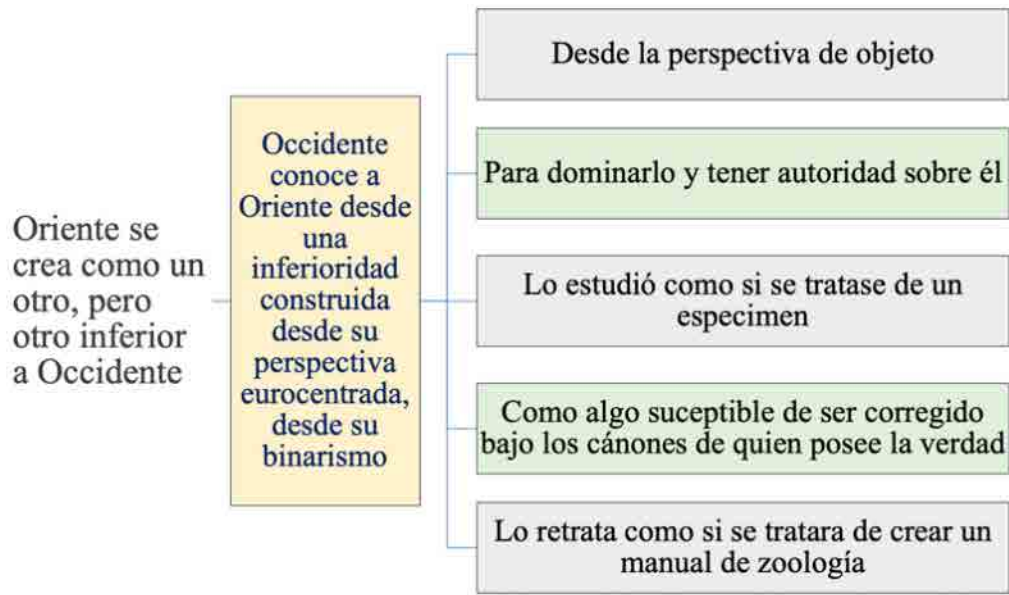 Oriente se
crea como un
otro, pero
otro inferior
a Occidente
Occidente
conoce a
Oriente desde
una
inferioridad
construida
desde su
perspectiva
eurocentrada,
desde su
binarismo
Desde la perspectiva de objeto
Para dominarlo y tener autoridad sobre él
Lo estudió como si se tratase de un
especimen
Como algo suceptible de ser corregido
bajo los cánones de quien posee la verdad
Lo retrata como si se tratara de crear un
manual de zoología